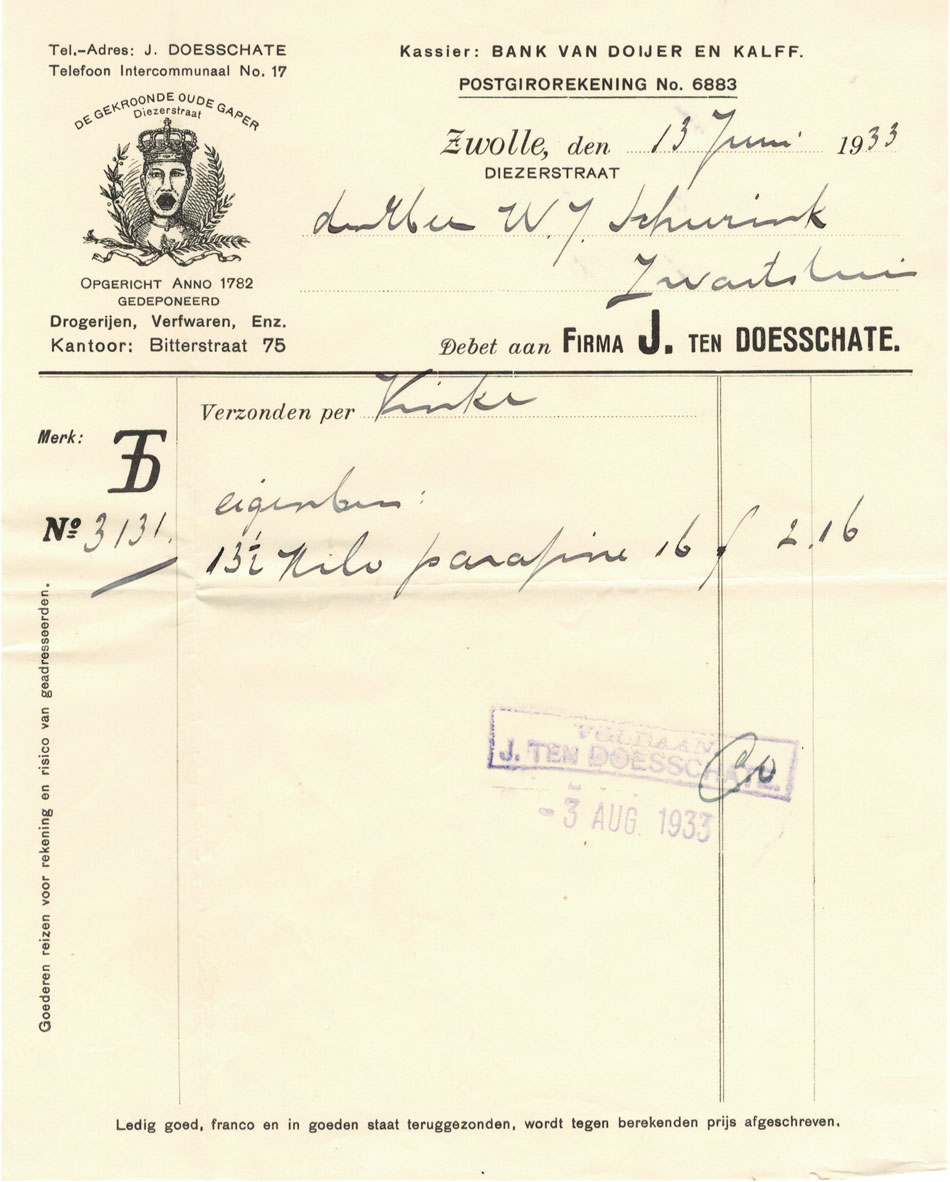 Tel.-Adres: J. DOESSCHATE
Telefoon Intercommunaal No. 17
DE GEKROONDE OUDE GAPER
Diezerstraat
OPGERICHT ANNO 1782
GEDEPONEERD
Drogerijen, Verfwaren, Enz.
Kantoor: Bitterstraat 75
Kassier: BANK VAN DOIJER EN KALFF.
POSTGIROREKENING No. 6883
Zwolle, den 13 Juni 1933
DIEZERSTRAAT
W. J. Schurink
Zwartsluis
Debet aan FIRMA J. TEN DOESSCHATE.
Verzonden per Vinke
Merk: TD
No 3131.
13½ Kilo parafine 16 f 2.16
VOLDAAN
J. TEN DOESSCHATE.
- 3 AUG. 1933
Goederen reizen voor rekening en risico van geadresseerden.
Ledig goed, franco en in goeden staat teruggezonden, wordt tegen berekenden prijs afgeschreven.